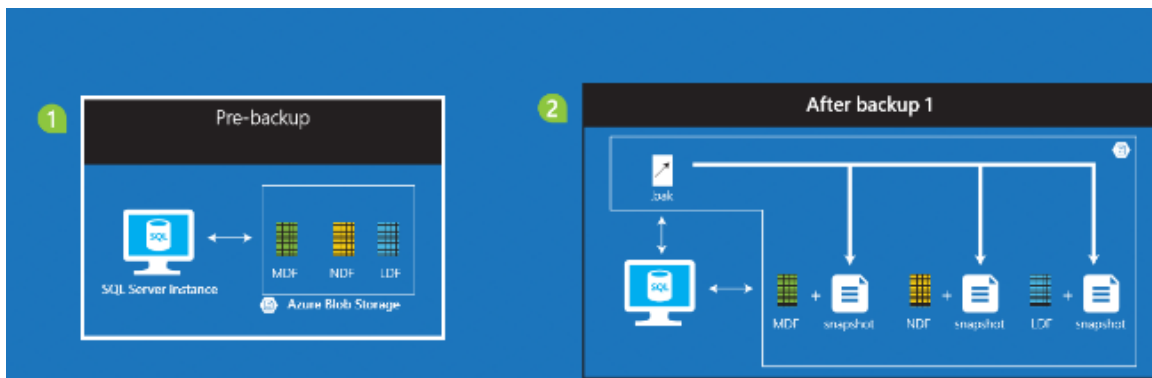 1
Pre-backup
SQL
SQL Server Instance
MDF
NDF
LDF
Azure Blob Storage
2
After backup 1
.bak
SQL
MDF
+
snapshot
NDF
+
snapshot
LDF
+
snapshot